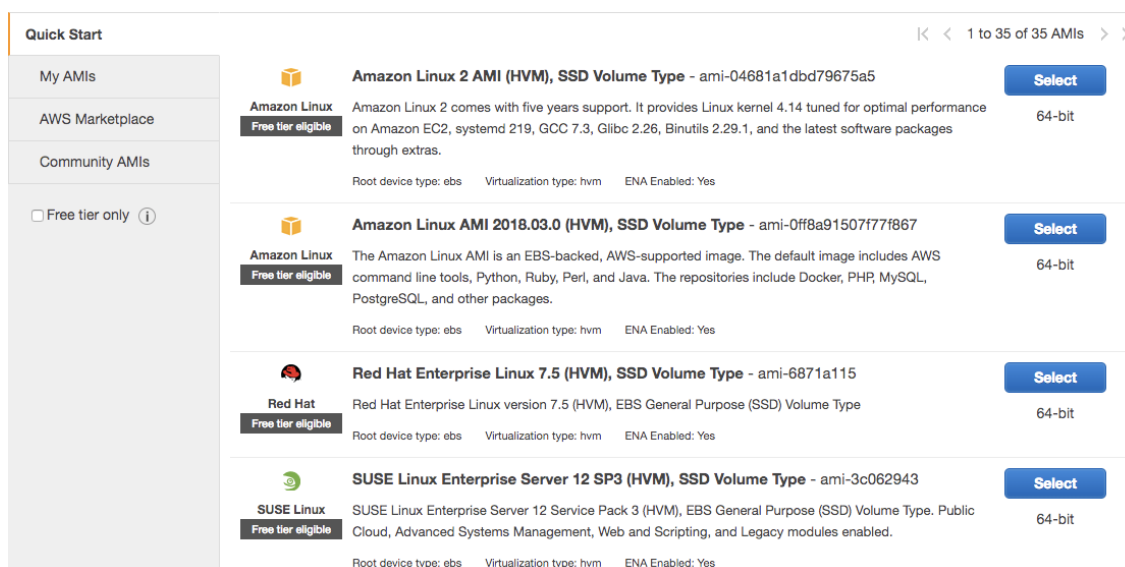 Quick Start
1 to 35 of 35 AMIs
My AMIs
AWS Marketplace
Community AMIs
Free tier only
Amazon Linux
Free tier eligible
Amazon Linux 2 AMI (HVM), SSD Volume Type - ami-04681a1dbd79675a5
Amazon Linux 2 comes with five years support. It provides Linux kernel 4.14 tuned for optimal performance
on Amazon EC2, systemd 219, GCC 7.3, Glibc 2.26, Binutils 2.29.1, and the latest software packages
through extras.
Root device type: ebs Virtualization type: hvm ENA Enabled: Yes
Select
64-bit
Amazon Linux
Free tier eligible
Amazon Linux AMI 2018.03.0 (HVM), SSD Volume Type - ami-0ff8a91507f77f867
The Amazon Linux AMI is an EBS-backed, AWS-supported image. The default image includes AWS
command line tools, Python, Ruby, Perl, and Java. The repositories include Docker, PHP, MySQL,
PostgreSQL, and other packages.
Root device type: ebs Virtualization type: hvm ENA Enabled: Yes
Select
64-bit
Red Hat
Free tier eligible
Red Hat Enterprise Linux 7.5 (HVM), SSD Volume Type - ami-6871a115
Red Hat Enterprise Linux version 7.5 (HVM), EBS General Purpose (SSD) Volume Type
Root device type: ebs Virtualization type: hvm ENA Enabled: Yes
Select
64-bit
SUSE Linux
Free tier eligible
SUSE Linux Enterprise Server 12 SP3 (HVM), SSD Volume Type - ami-3c062943
SUSE Linux Enterprise Server 12 Service Pack 3 (HVM), EBS General Purpose (SSD) Volume Type. Public
Cloud, Advanced Systems Management, Web and Scripting, and Legacy modules enabled.
Root device type: ebs Virtualization type: hvm ENA Enabled: Yes
Select
64-bit